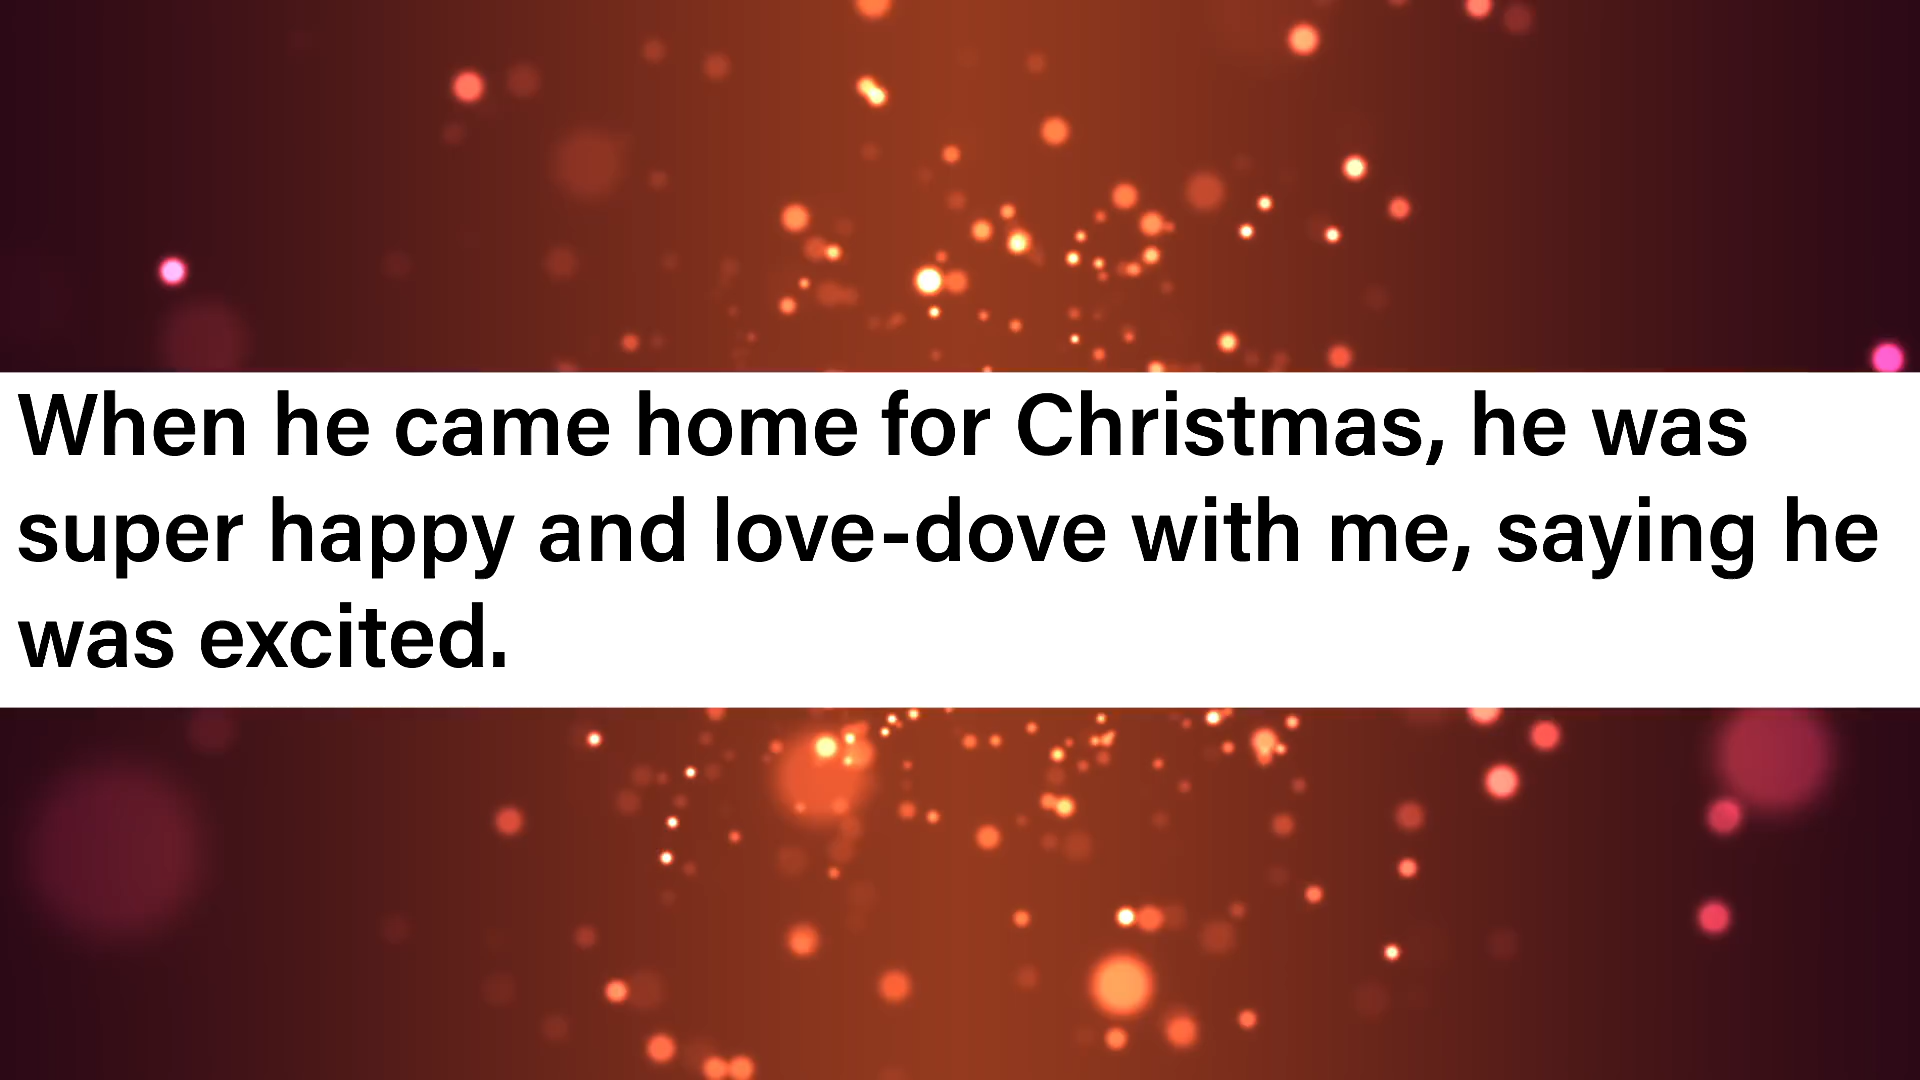 When he came home for Christmas, he was
super happy and love-dove with me, saying he
was excited.